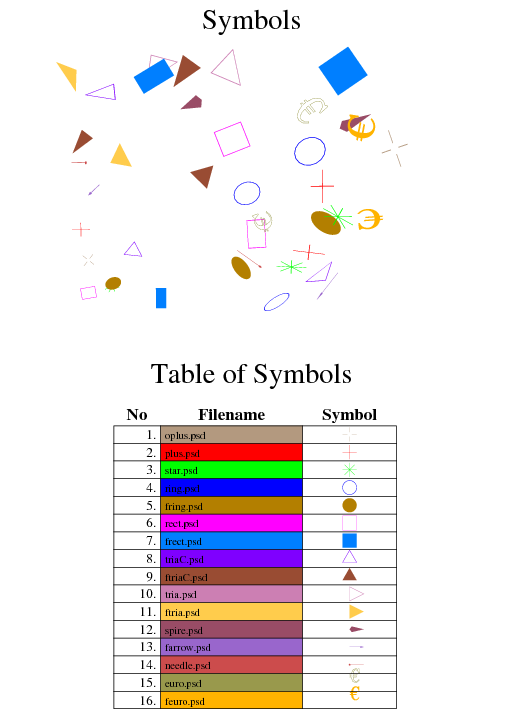 Symbols
Table of Symbols
No Filename Symbol
1. oplus.psd
2. plus.psd
3. star.psd
4. ring.psd
5. fring.psd
6. rect.psd
7. frect.psd
8. triaC.psd
9. ftriaC.psd
10. tria.psd
11. ftria.psd
12. spire.psd
13. farrow.psd
14. needle.psd
15. euro.psd €
16. feuro.psd €